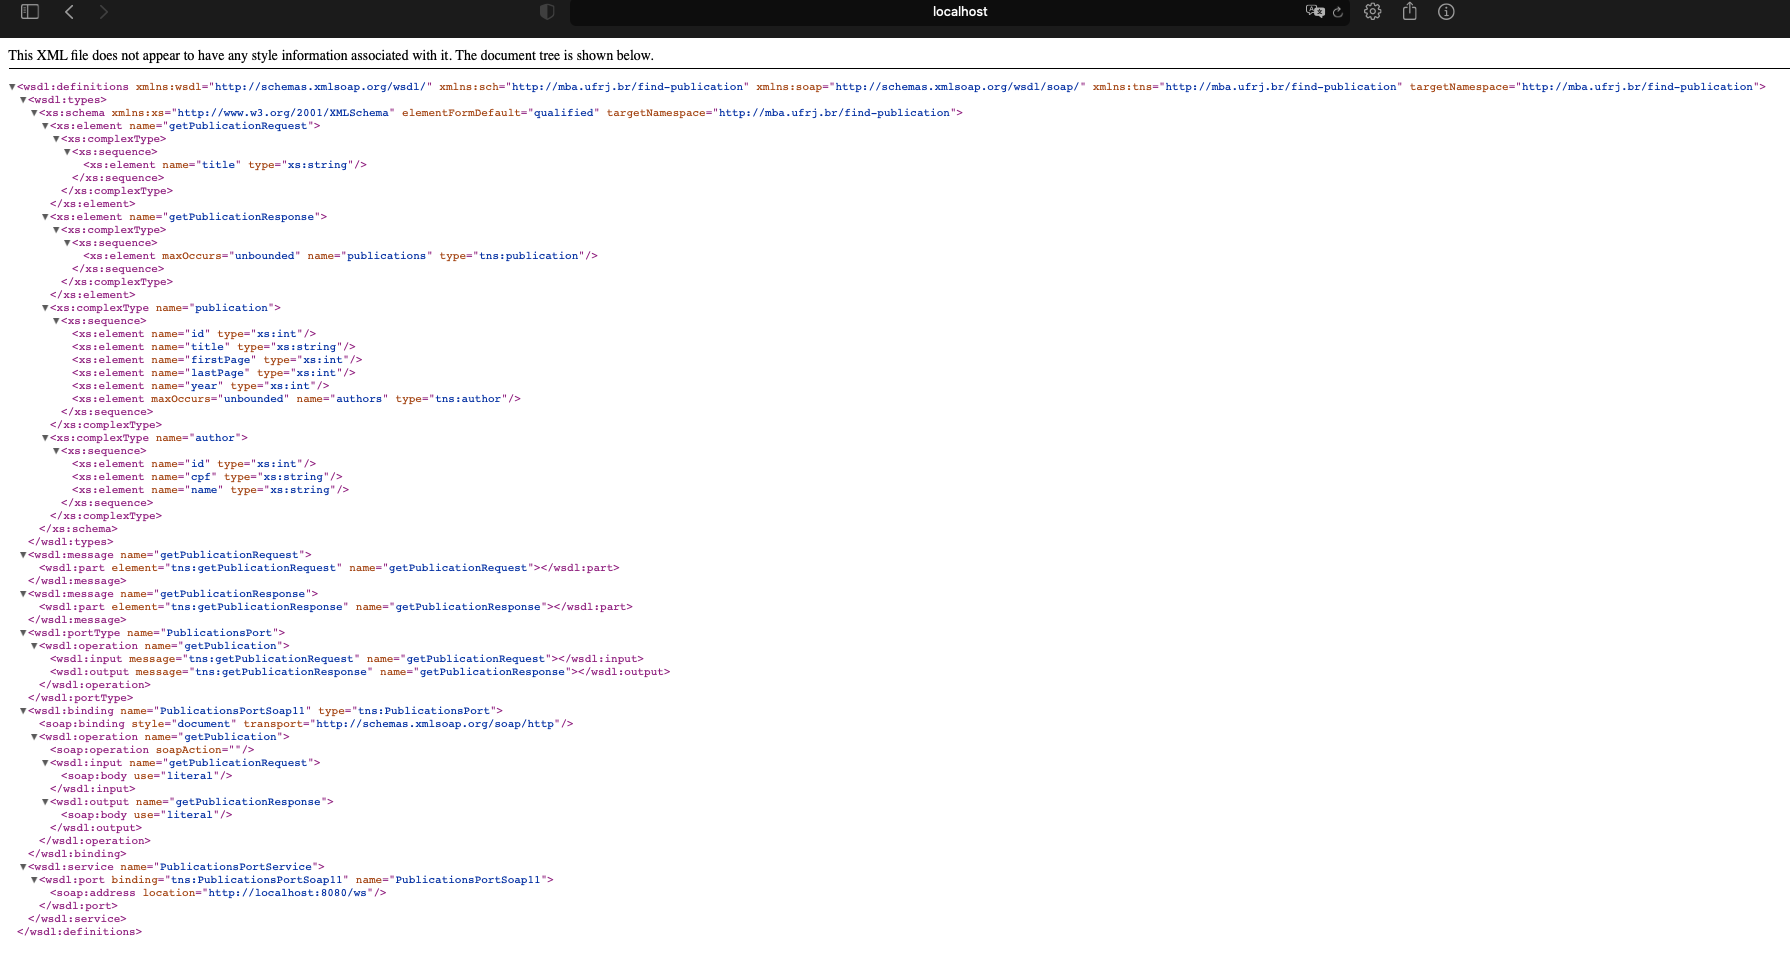 localhost
This XML file does not appear to have any style information associated with it. The document tree is shown below.
▼<wsdl:definitions xmlns:wsdl="http://schemas.xmlsoap.org/wsdl/" xmlns:sch="http://mba.ufrj.br/find-publication" xmlns:soap="http://schemas.xmlsoap.org/wsdl/soap/" xmlns:tns="http://mba.ufrj.br/find-publication" targetNamespace="http://mba.ufrj.br/find-publication">
▼<wsdl:types>
▼<xs:schema xmlns:xs="http://www.w3.org/2001/XMLSchema" elementFormDefault="qualified" targetNamespace="http://mba.ufrj.br/find-publication">
▼<xs:element name="getPublicationRequest">
▼<xs:complexType>
▼<xs:sequence>
<xs:element name="title" type="xs:string"/>
</xs:sequence>
</xs:complexType>
</xs:element>
▼<xs:element name="getPublicationResponse">
▼<xs:complexType>
▼<xs:sequence>
<xs:element maxOccurs="unbounded" name="publications" type="tns:publication"/>
</xs:sequence>
</xs:complexType>
</xs:element>
▼<xs:complexType name="publication">
▼<xs:sequence>
<xs:element name="id" type="xs:int"/>
<xs:element name="title" type="xs:string"/>
<xs:element name="firstPage" type="xs:int"/>
<xs:element name="lastPage" type="xs:int"/>
<xs:element name="year" type="xs:int"/>
<xs:element maxOccurs="unbounded" name="authors" type="tns:author"/>
</xs:sequence>
</xs:complexType>
▼<xs:complexType name="author">
▼<xs:sequence>
<xs:element name="id" type="xs:int"/>
<xs:element name="cpf" type="xs:string"/>
<xs:element name="name" type="xs:string"/>
</xs:sequence>
</xs:complexType>
</xs:schema>
</wsdl:types>
▼<wsdl:message name="getPublicationRequest">
<wsdl:part element="tns:getPublicationRequest" name="getPublicationRequest"></wsdl:part>
</wsdl:message>
▼<wsdl:message name="getPublicationResponse">
<wsdl:part element="tns:getPublicationResponse" name="getPublicationResponse"></wsdl:part>
</wsdl:message>
▼<wsdl:portType name="PublicationsPort">
▼<wsdl:operation name="getPublication">
<wsdl:input message="tns:getPublicationRequest" name="getPublicationRequest"></wsdl:input>
<wsdl:output message="tns:getPublicationResponse" name="getPublicationResponse"></wsdl:output>
</wsdl:operation>
</wsdl:portType>
▼<wsdl:binding name="PublicationsPortSoap11" type="tns:PublicationsPort">
<soap:binding style="document" transport="http://schemas.xmlsoap.org/soap/http"/>
▼<wsdl:operation name="getPublication">
<soap:operation soapAction=""/>
▼<wsdl:input name="getPublicationRequest">
<soap:body use="literal"/>
</wsdl:input>
▼<wsdl:output name="getPublicationResponse">
<soap:body use="literal"/>
</wsdl:output>
</wsdl:operation>
</wsdl:binding>
▼<wsdl:service name="PublicationsPortService">
▼<wsdl:port binding="tns:PublicationsPortSoap11" name="PublicationsPortSoap11">
<soap:address location="http://localhost:8080/ws"/>
</wsdl:port>
</wsdl:service>
</wsdl:definitions>